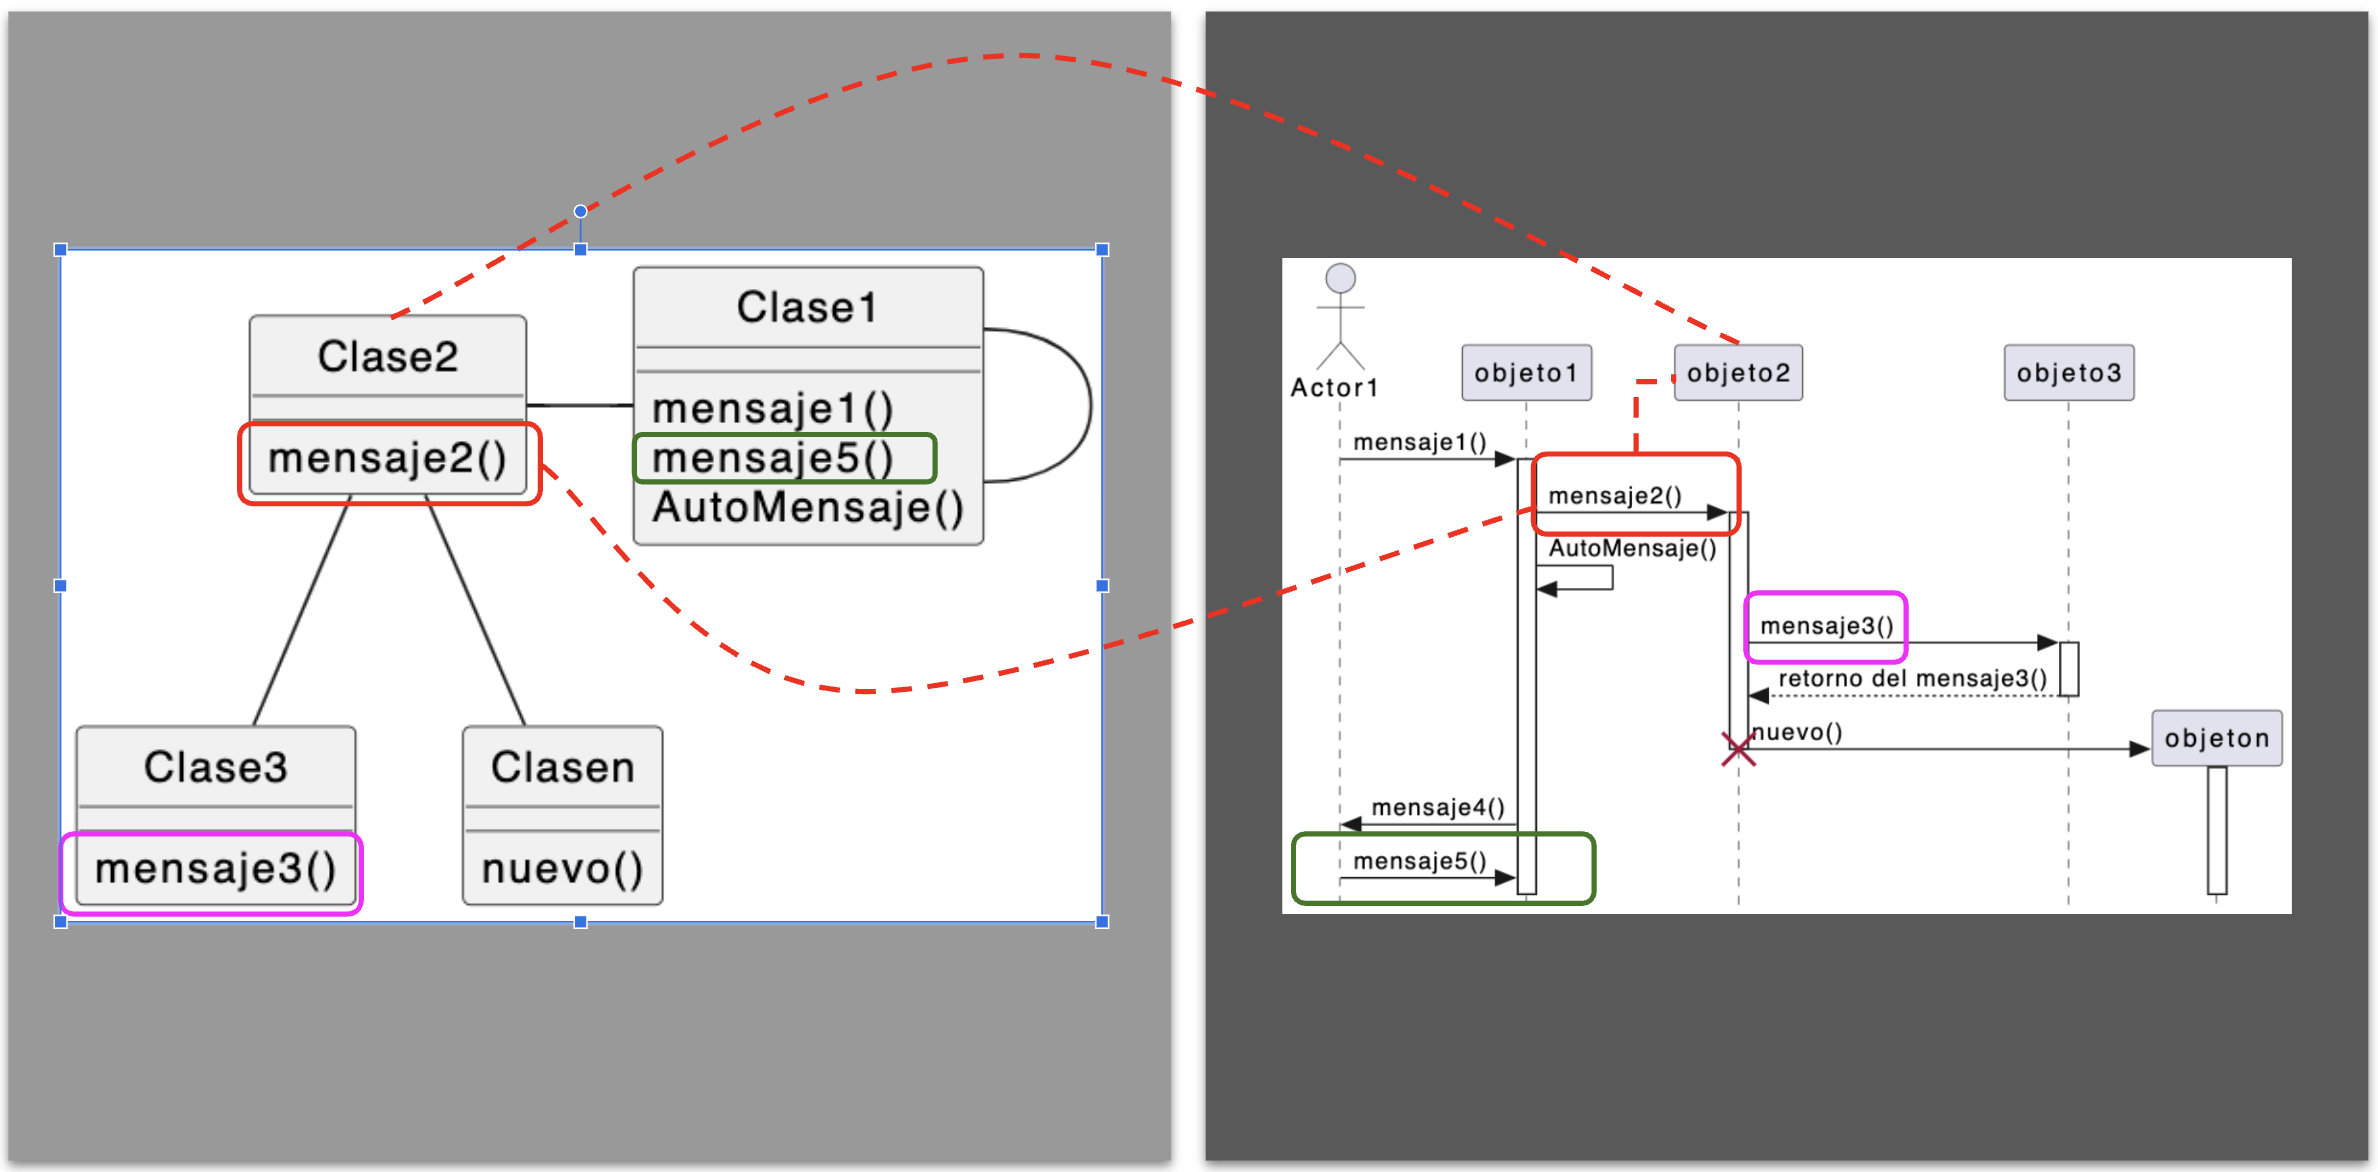 Clase2
mensaje2()
Clase1
mensaje1()
mensaje5()
AutoMensaje()
Clase3
mensaje3()
Clasen
nuevo()
Actor1
objeto1
objeto2
objeto3
mensaje1()
mensaje2()
AutoMensaje()
mensaje3()
retorno del mensaje3()
nuevo()
objeton
mensaje4()
mensaje5()